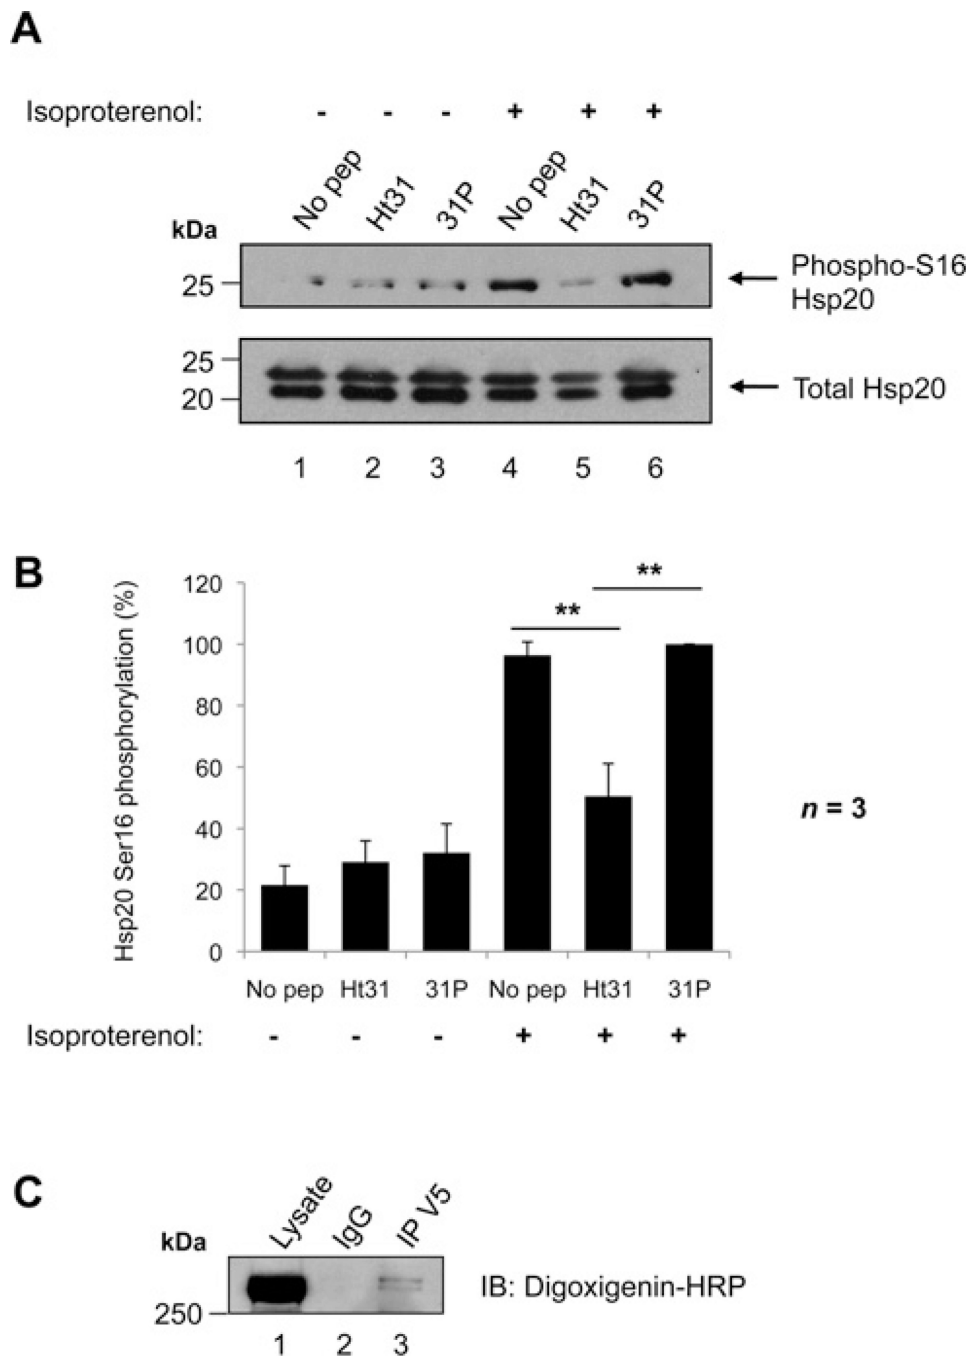 A
Isoproterenol: - - - + + +
No pep Ht31 31P No pep Ht31 31P
kDa
25
Phospho-S16
Hsp20
25
20
Total Hsp20
1 2 3 4 5 6
B
Hsp20 Ser16 phosphorylation (%)
120
100
80
60
40
20
0
** **
n = 3
No pep Ht31 31P No pep Ht31 31P
Isoproterenol: - - - + + +
C
Lysate IgG IP V5
kDa
250
IB: Digoxigenin-HRP
1 2 3